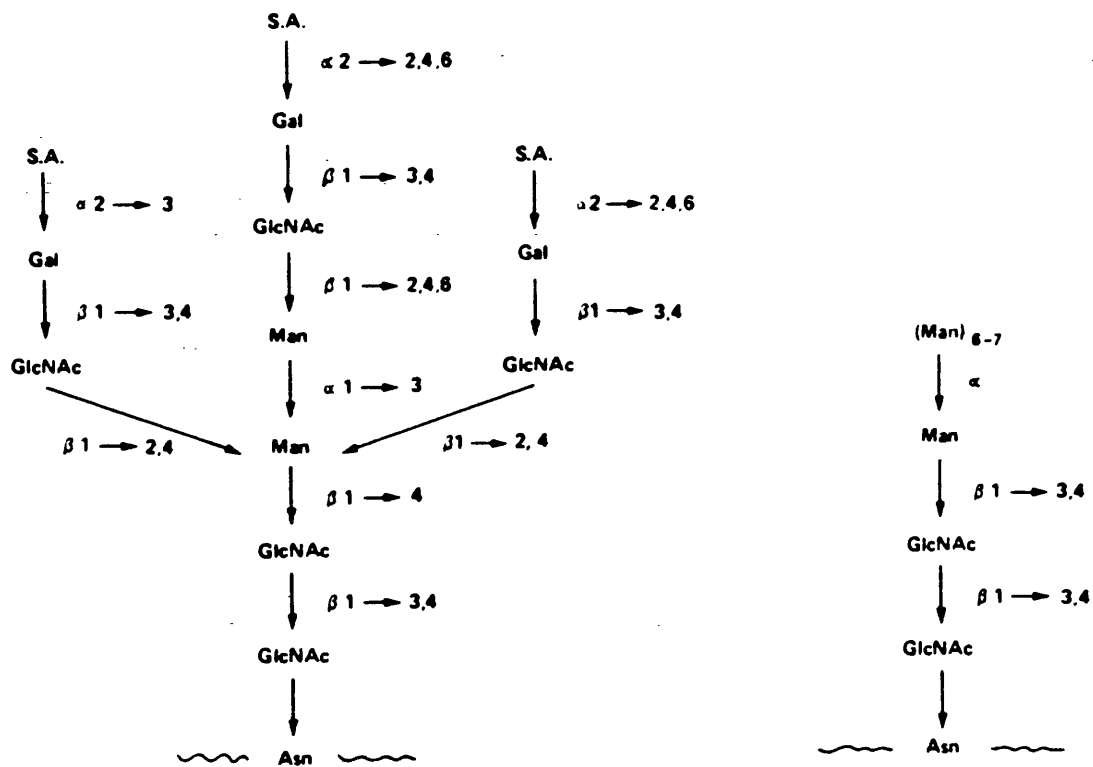 S.A.
α 2 → 2,4,6
Gal
S.A.
S.A.
β 1 → 3,4
α 2 → 3
α2 → 2,4,6
GlcNAc
Gal
Gal
β 1 → 2,4,6
β 1 → 3,4
β1 → 3,4
Man
(Man) 6-7
GlcNAc
GlcNAc
α 1 → 3
α
β 1 → 2,4
Man
β1 → 2, 4
Man
β 1 → 4
β 1 → 3,4
GlcNAc
GlcNAc
β 1 → 3,4
β 1 → 3,4
GlcNAc
GlcNAc
Asn
Asn